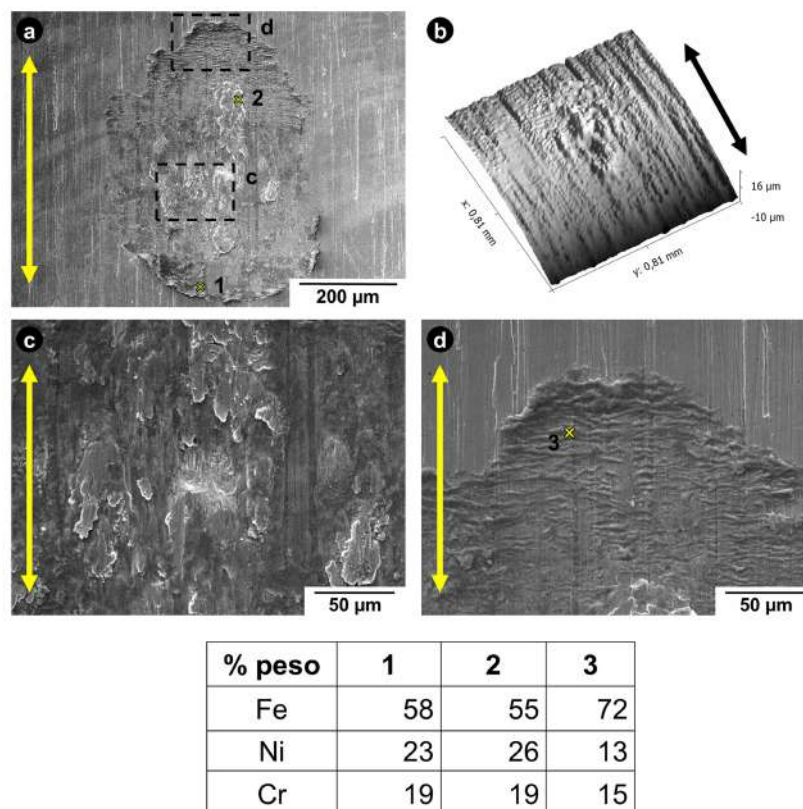 a
d
2
c
1
200 µm
b
x: 0,81 mm
y: 0,81 mm
16 µm
-10 µm
c
50 µm
d
3
50 µm
% peso 1 2 3
Fe 58 55 72
Ni 23 26 13
Cr 19 19 15